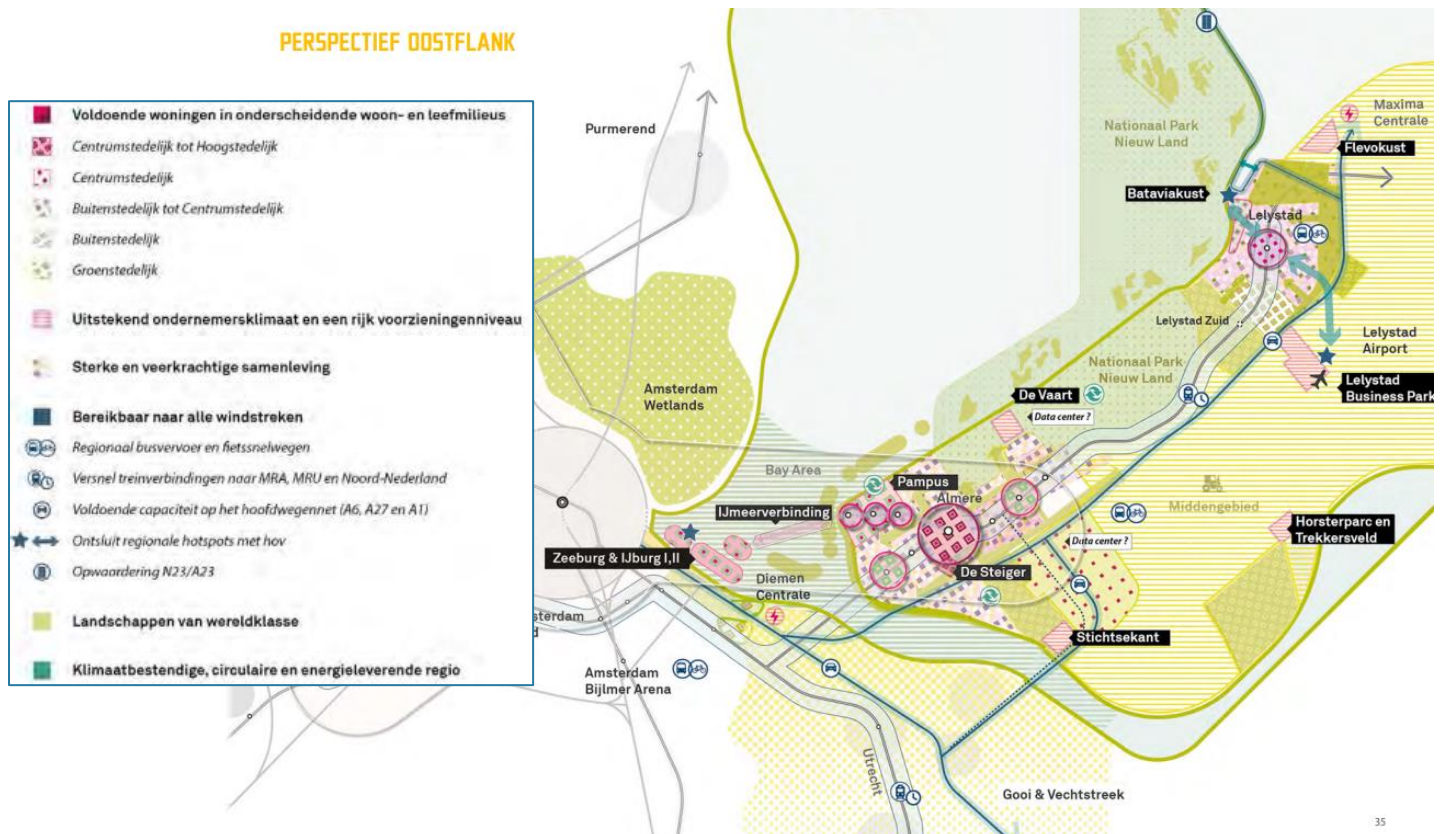 PERSPECTIEF OOSTFLANK
Voldoende woningen in onderscheidende woon- en leefmilieus
Centrumstedelijk tot Hoogstedelijk
Centrumstedelijk
Buitenstedelijk tot Centrumstedelijk
Buitenstedelijk
Groenstedelijk
Uitstekend ondernemersklimaat en een rijk voorzieningenniveau
Sterke en veerkrachtige samenleving
Bereikbaar naar alle windstreken
Regionaal busvervoer en fietssnelwegen
Versnel treinverbindingen naar MRA, MRU en Noord-Nederland
Voldoende capaciteit op het hoofdwegennet (A6, A27 en A1)
Ontsluit regionale hotspots met hov
Opwaardering N23/A23
Landschappen van wereldklasse
Klimaatbestendige, circulaire en energieleverende regio
Purmerend
Nationaal Park
Nieuw Land
Maxima
Centrale
Flevokust
Bataviakust
Lelystad
Lelystad Zuid
Lelystad
Airport
Lelystad
Business Park
Nationaal Park
Nieuw Land
De Vaart
Data center ?
Amsterdam
Wetlands
Bay Area
Pampus
Almere
IJmeerverbinding
Middengebied
Horsterparc en
Trekkersveld
Data center ?
Zeeburg & IJburg I,II
De Steiger
Diemen
Centrale
Stichtsekant
sterdam
d
Amsterdam
Bijlmer Arena
Utrecht
Gooi & Vechtstreek
35